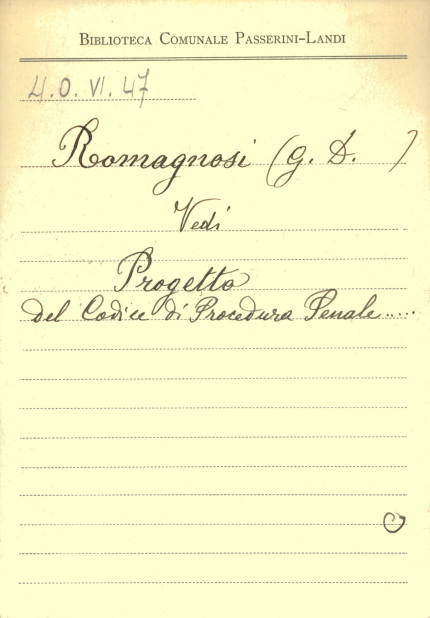 BIBLIOTECA COMUNALE PASSERINI-LANDI
4.O.VI.47
Romagnosi (G. D. )
Vedi
Progetto
del Codice di Procedura Penale.....